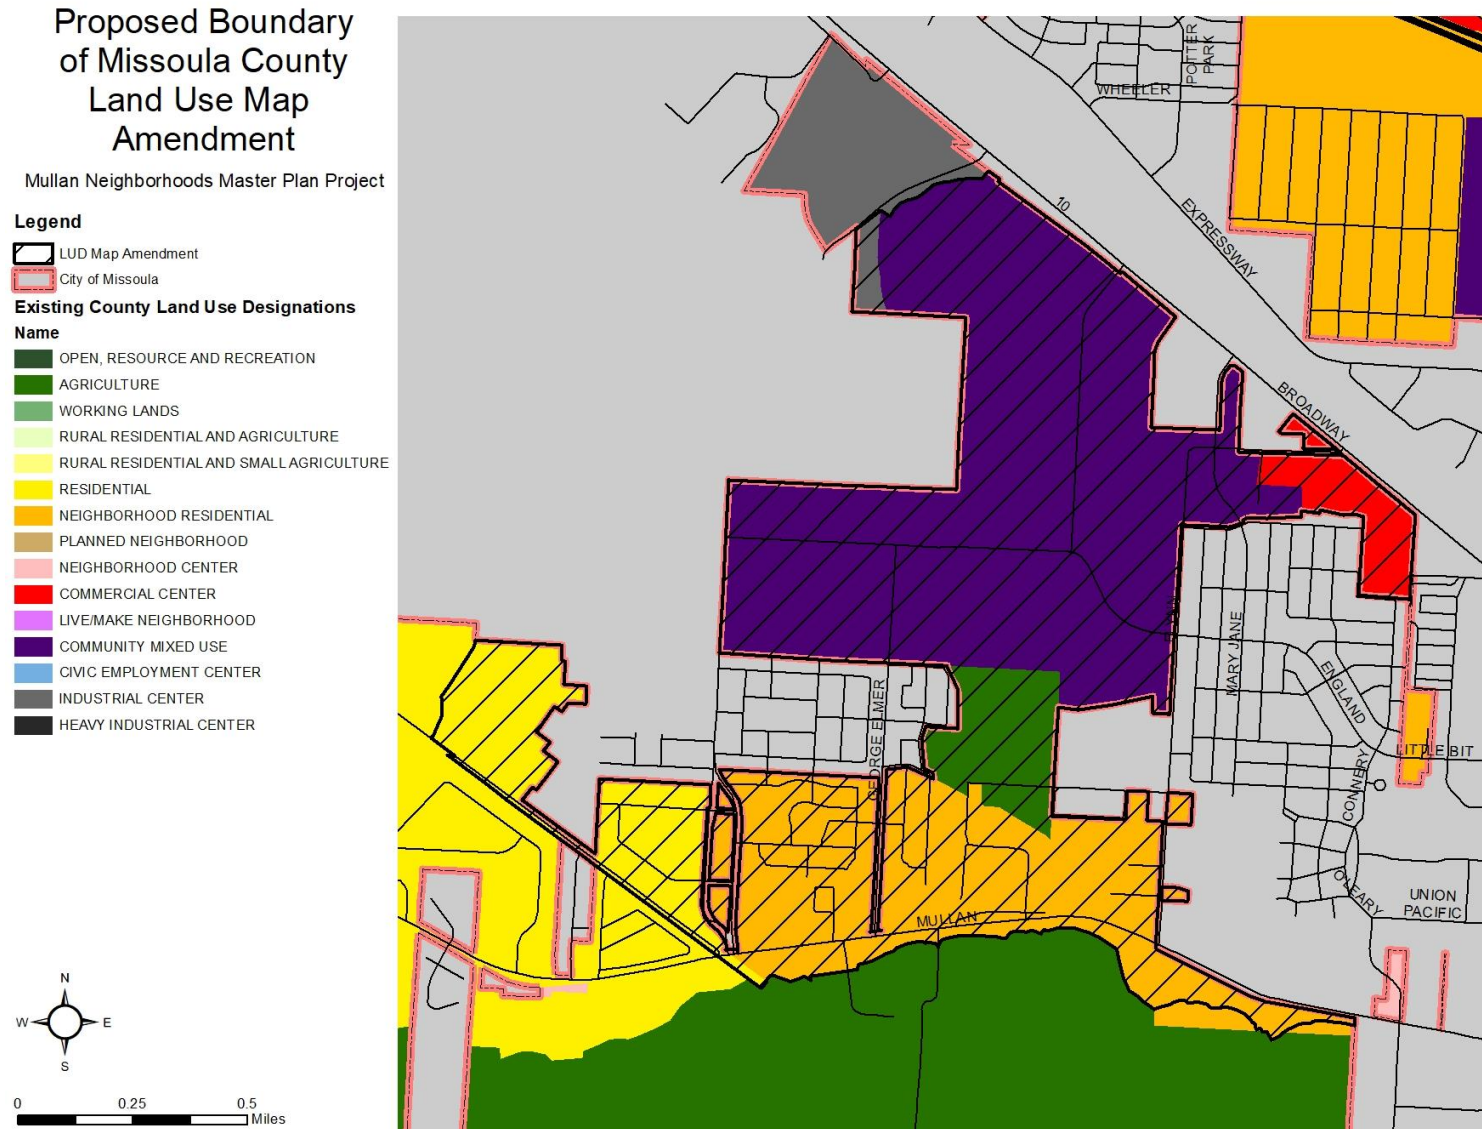 Proposed Boundary
of Missoula County
Land Use Map
Amendment
Mullan Neighborhoods Master Plan Project
Legend
LUD Map Amendment
City of Missoula
Existing County Land Use Designations
Name
OPEN, RESOURCE AND RECREATION
AGRICULTURE
WORKING LANDS
RURAL RESIDENTIAL AND AGRICULTURE
RURAL RESIDENTIAL AND SMALL AGRICULTURE
RESIDENTIAL
NEIGHBORHOOD RESIDENTIAL
PLANNED NEIGHBORHOOD
NEIGHBORHOOD CENTER
COMMERCIAL CENTER
LIVE/MAKE NEIGHBORHOOD
COMMUNITY MIXED USE
CIVIC EMPLOYMENT CENTER
INDUSTRIAL CENTER
HEAVY INDUSTRIAL CENTER
N
W
E
S
0
0.25
0.5
Miles
POTTER
PARK
WHEELER
10
EXPRESSWAY
BROADWAY
MARY JANE
ENGLAND
GEORGE ELMER
LITTLE BIT
CONNERY
O'LEARY
UNION
PACIFIC
MULLAN